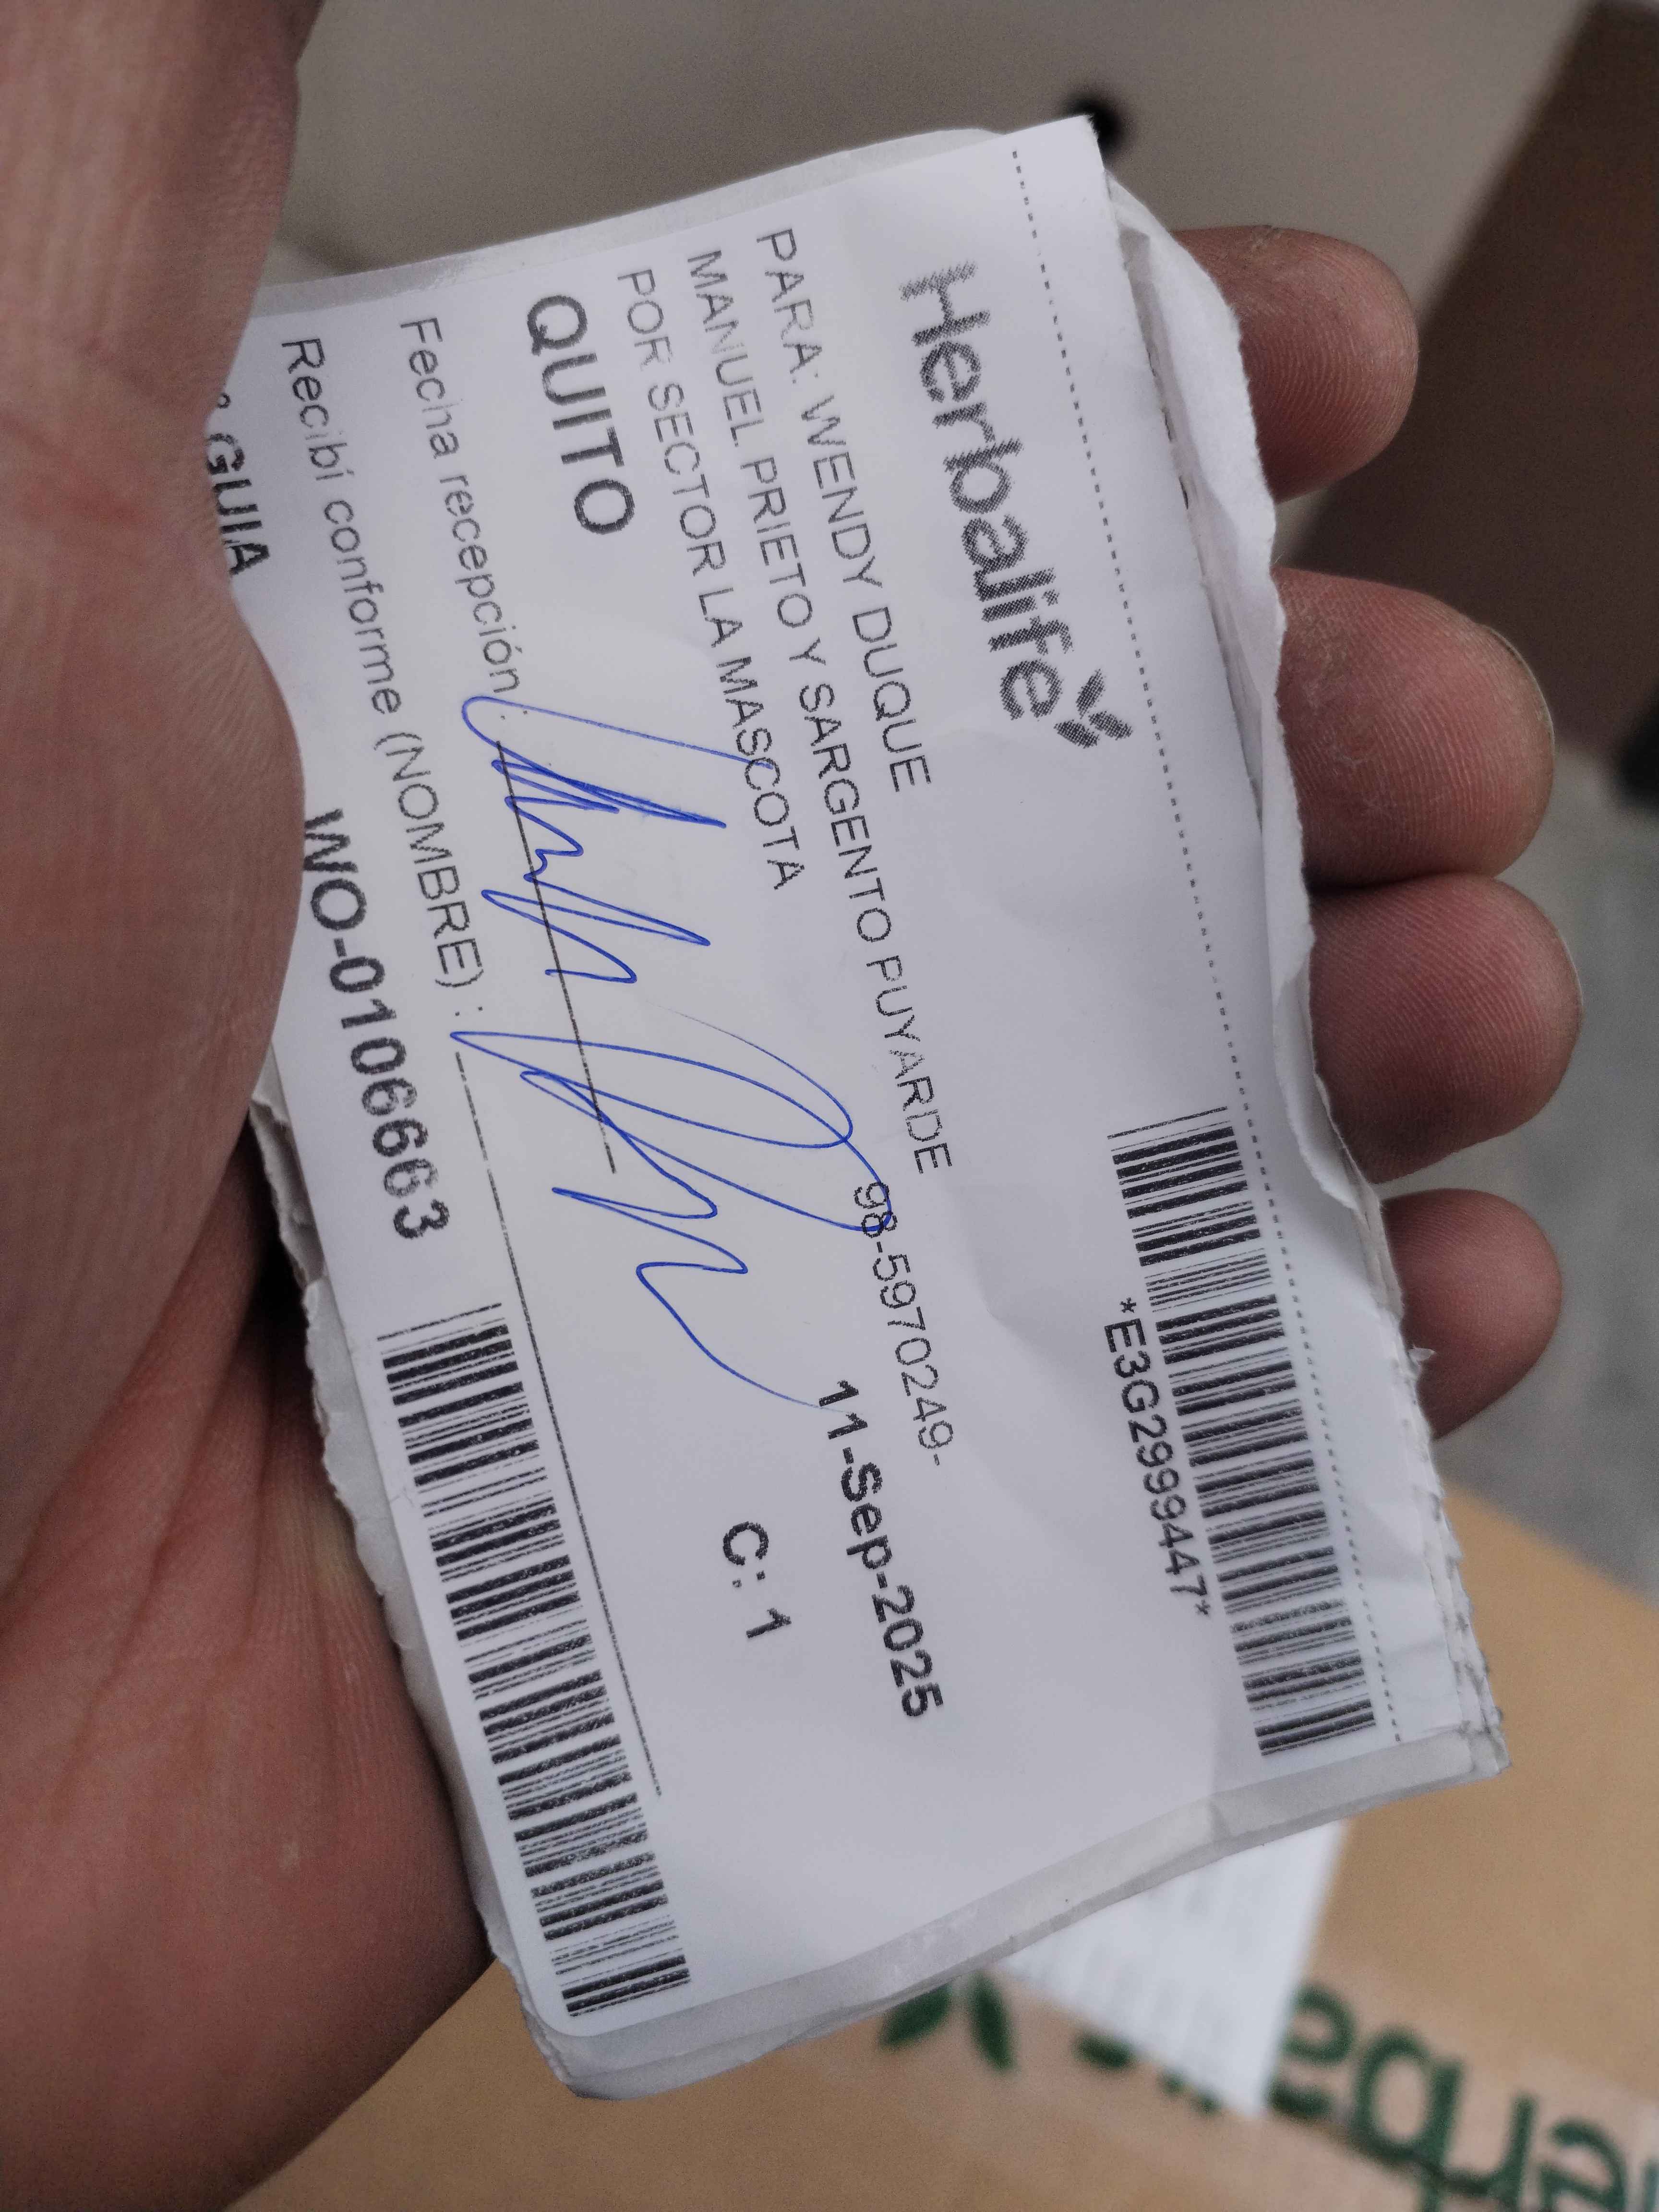 Herbalife
*E3G299947*
PARA: WENDY DUQUE
MANUEL PRIETO Y SARGENTO PUYARDE 98-5970249-
POR SECTOR LA MASCOTA
11-Sep-2025
QUITO
C: 1
Fecha recepción :
Recibí conforme (NOMBRE) :
GUIA WO-0106663